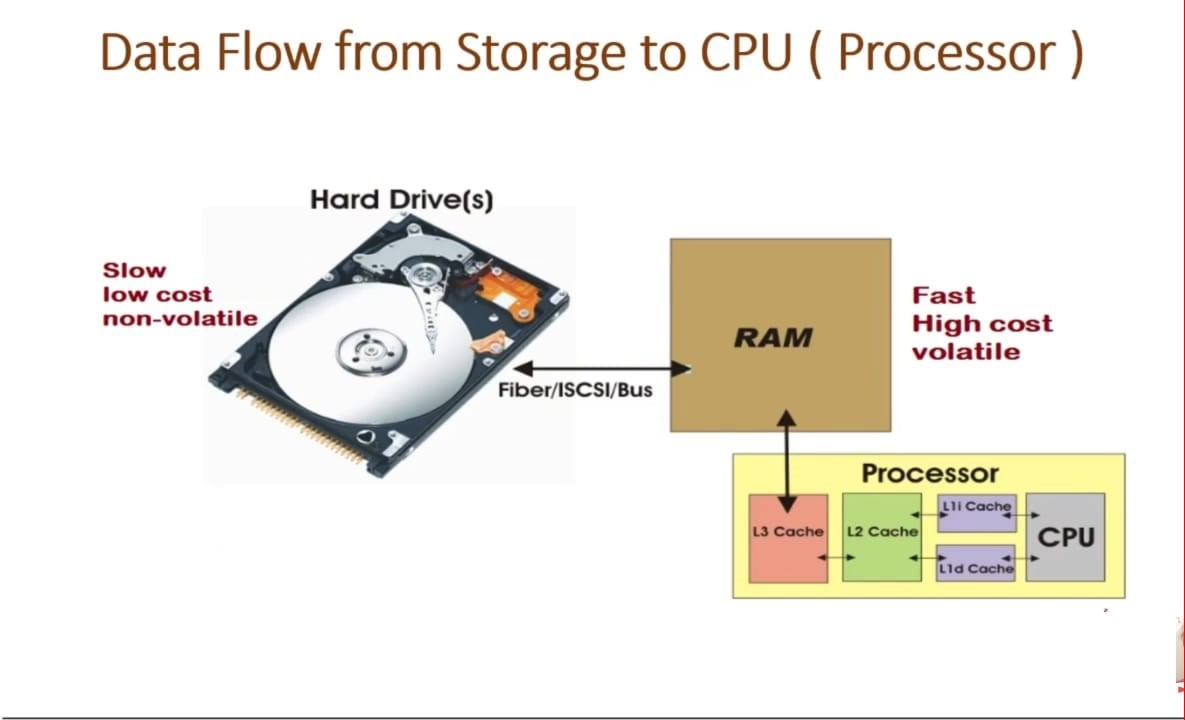 Data Flow from Storage to CPU ( Processor )
Hard Drive(s)
Slow
low cost
non-volatile
Fiber/ISCSI/Bus
RAM
Fast
High cost
volatile
Processor
L3 Cache
L2 Cache
L1i Cache
L1d Cache
CPU